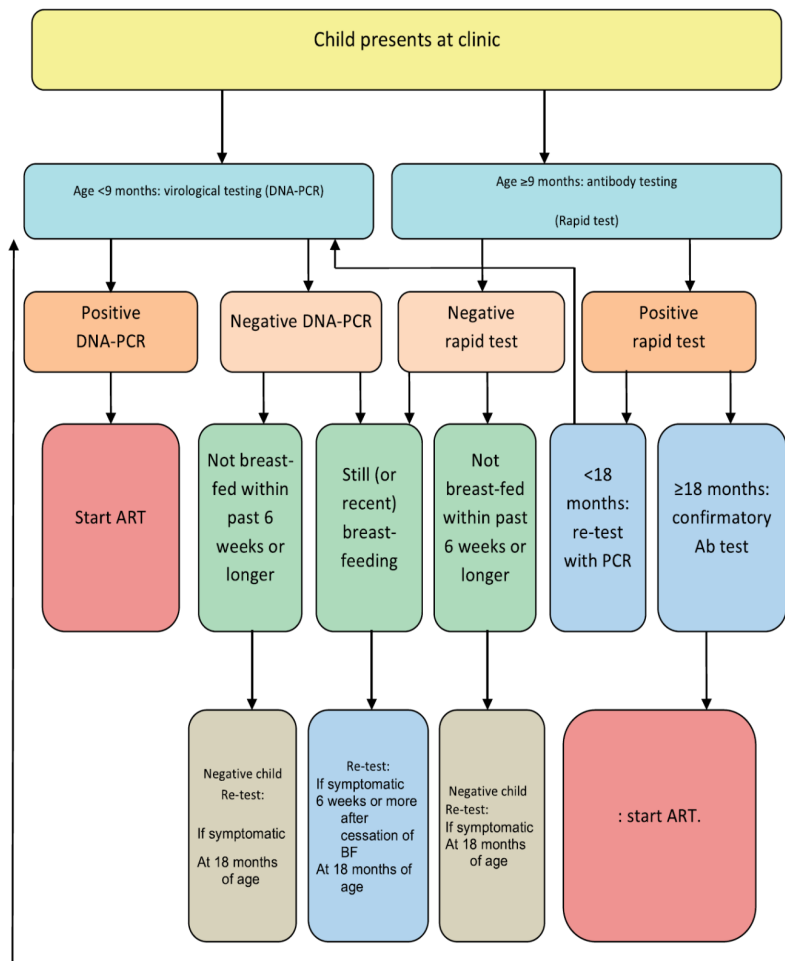 Child presents at clinic
Age <9 months: virological testing (DNA-PCR)
Age ≥9 months: antibody testing
(Rapid test)
Positive
DNA-PCR
Negative DNA-PCR
Negative
rapid test
Positive
rapid test
Start ART
Not breast-
fed within
past 6
weeks or
longer
Still (or
recent)
breast-
feeding
Not
breast-fed
within past
6 weeks or
longer
<18
months:
re-test
with PCR
≥18 months:
confirmatory
Ab test
Negative child
Re-test:
If symptomatic
At 18 months
of age
Re-test:
If symptomatic
6 weeks or more
after
cessation of
BF
At 18 months of
age
Negative child
Re-test:
If symptomatic
At 18 months
of age
: start ART.